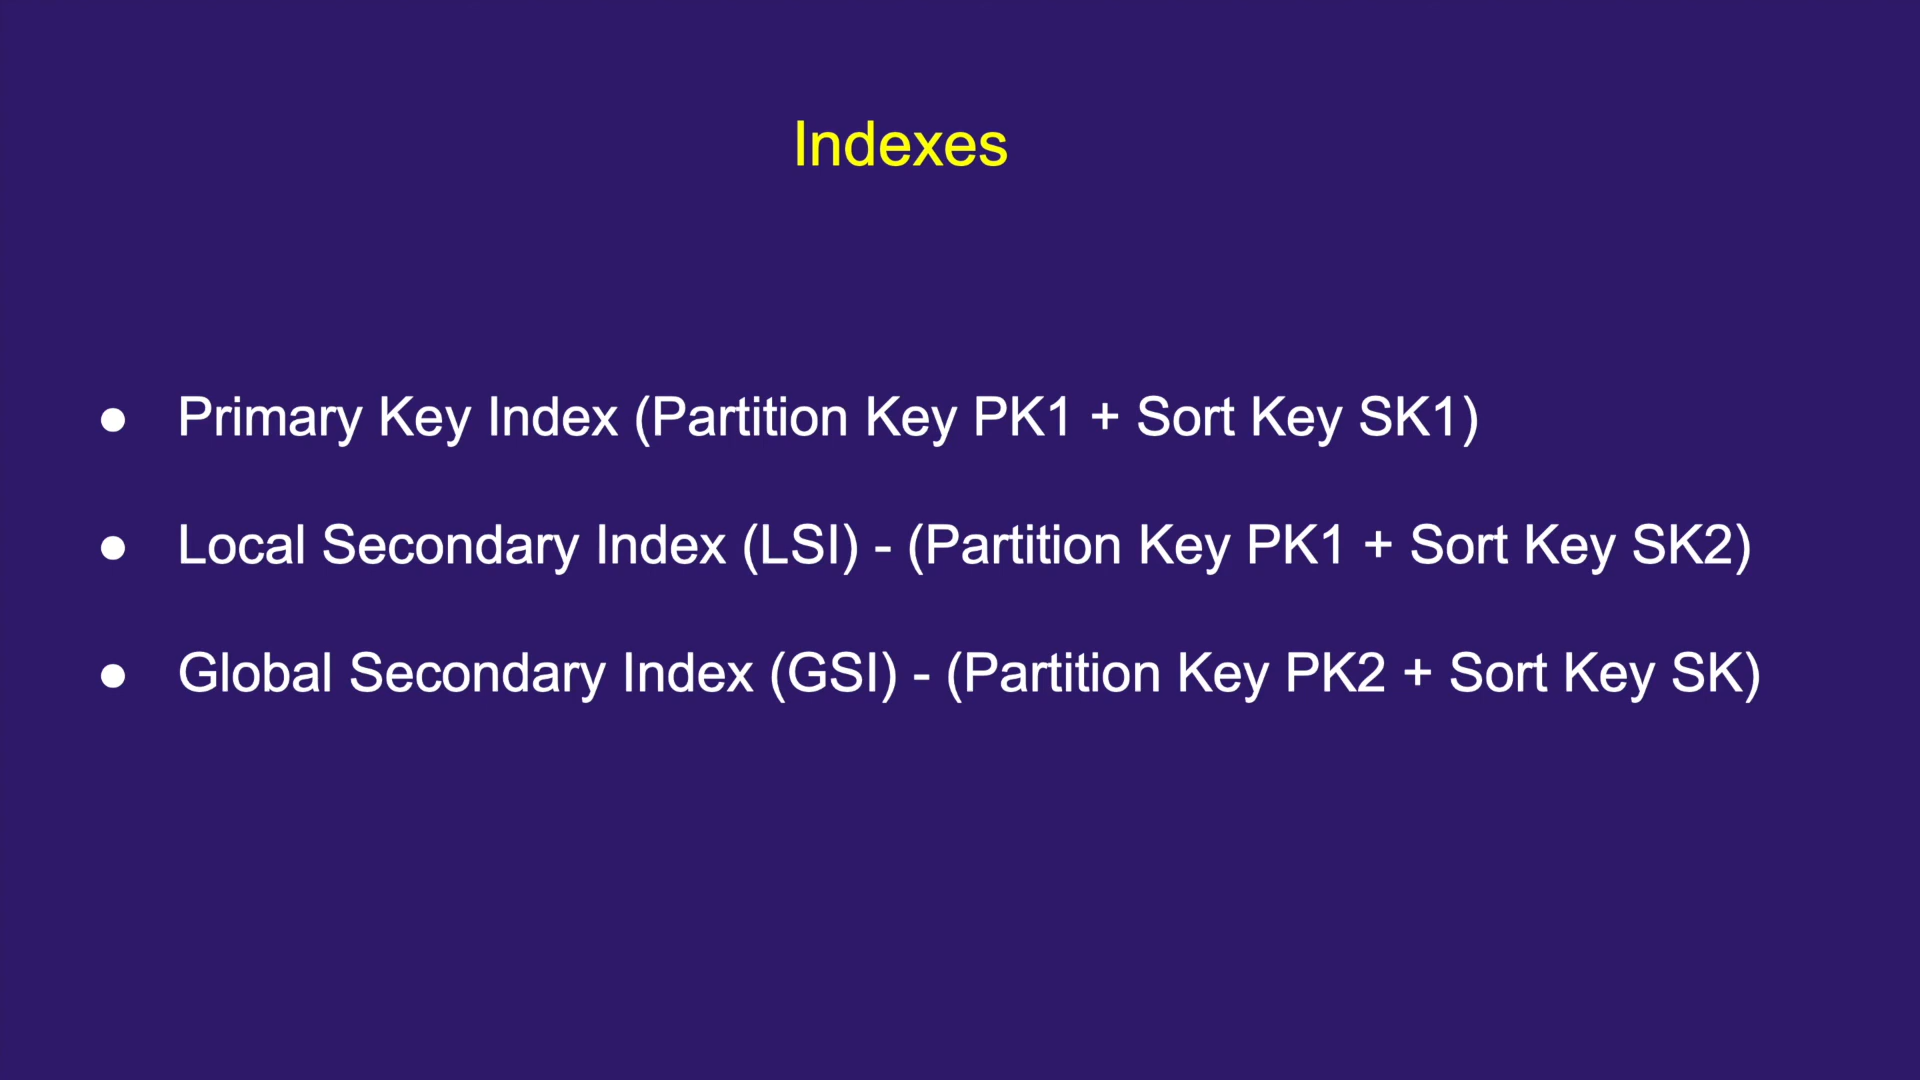 Indexes
● Primary Key Index (Partition Key PK1 + Sort Key SK1)
● Local Secondary Index (LSI) - (Partition Key PK1 + Sort Key SK2)
● Global Secondary Index (GSI) - (Partition Key PK2 + Sort Key SK)